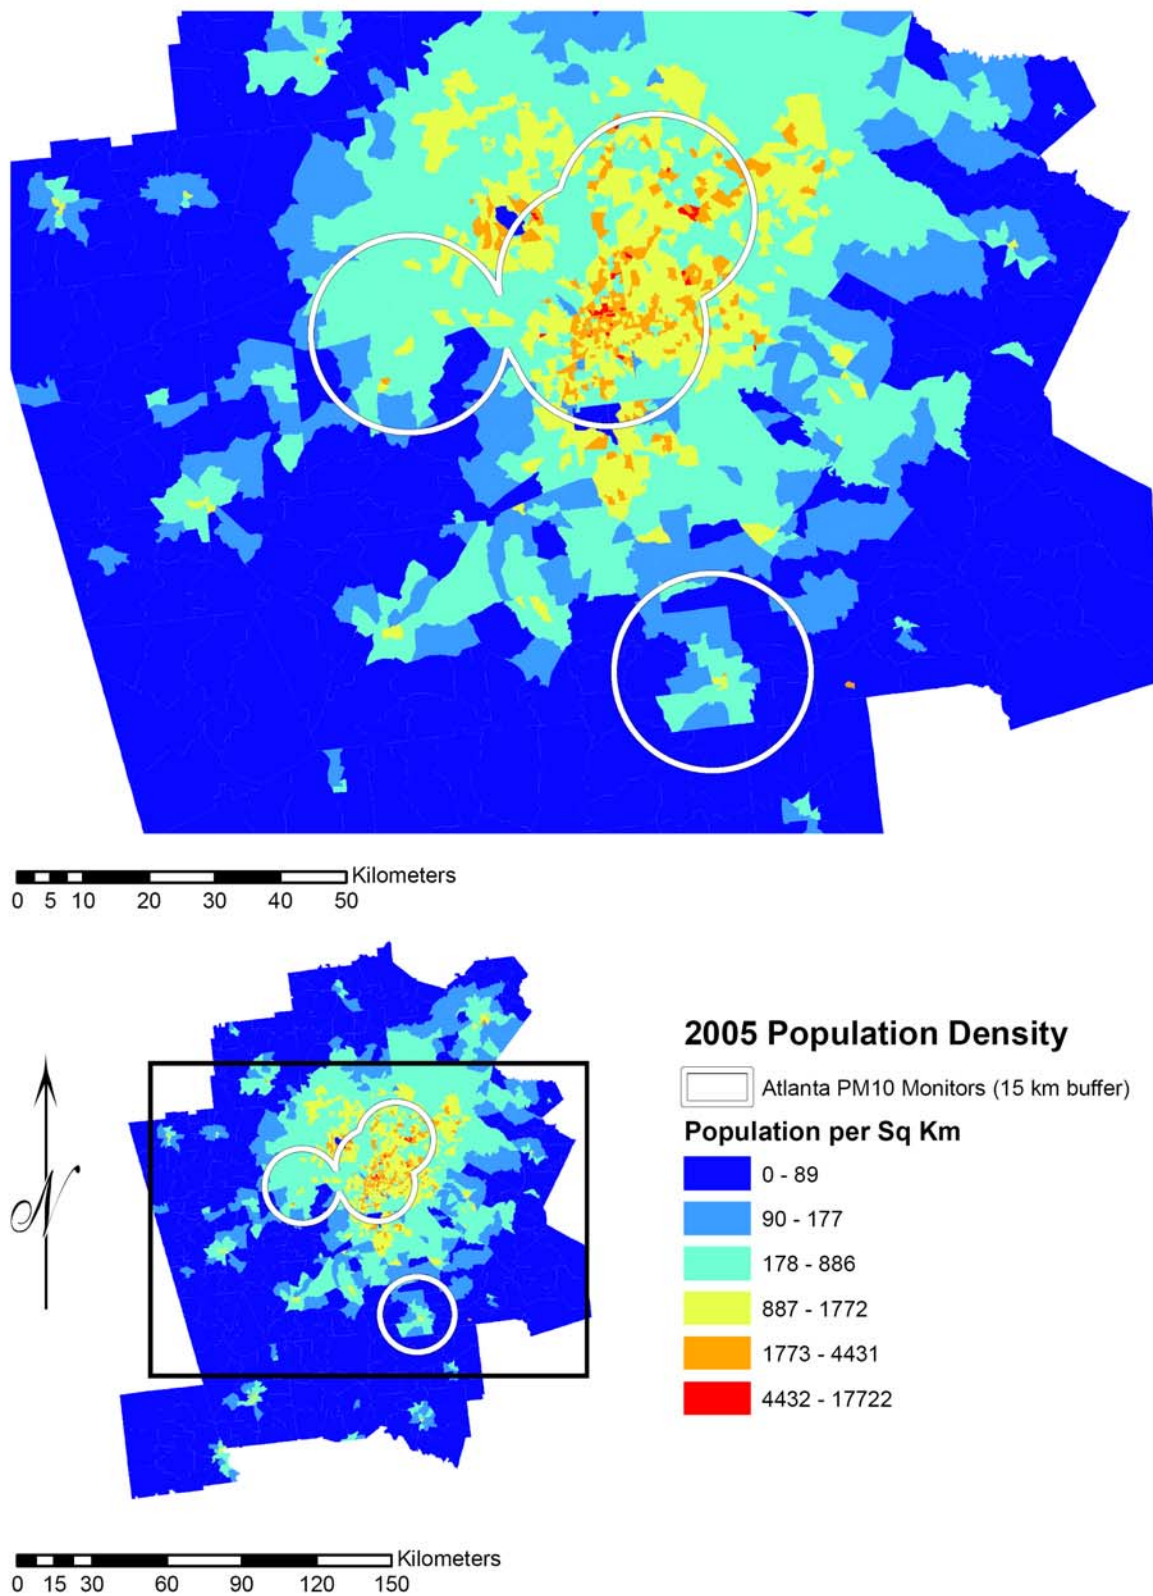 Kilometers
0 5 10 20 30 40 50
N
2005 Population Density
Atlanta PM10 Monitors (15 km buffer)
Population per Sq Km
0 - 89
90 - 177
178 - 886
887 - 1772
1773 - 4431
4432 - 17722
Kilometers
0 15 30 60 90 120 150